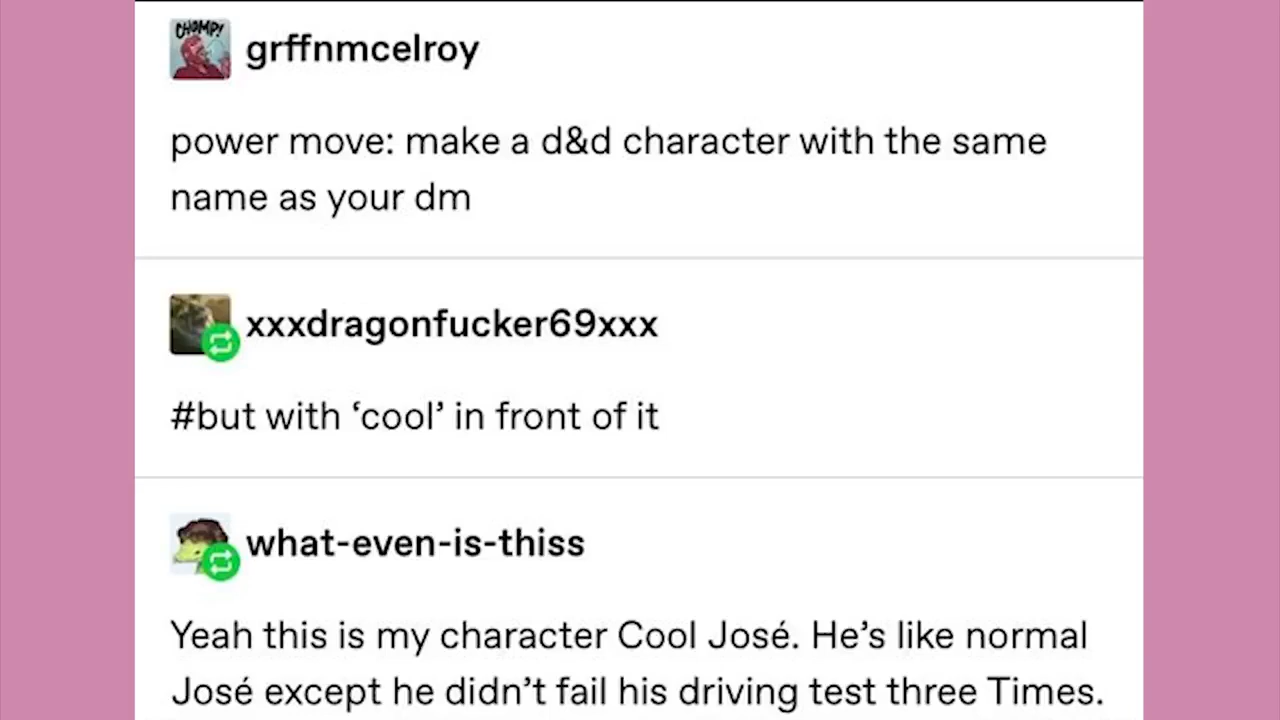 CHOMP!
grffnmcelroy
power move: make a d&d character with the same
name as your dm
xxxdragonfucker69xxx
#but with ‘cool’ in front of it
what-even-is-thiss
Yeah this is my character Cool José. He’s like normal
José except he didn’t fail his driving test three Times.